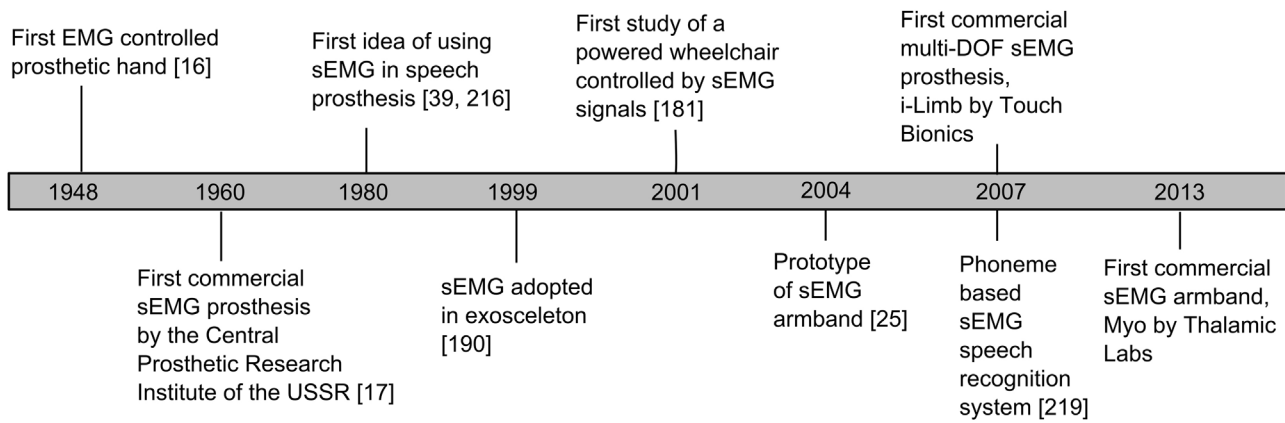 First EMG controlled
prosthetic hand [16]
First idea of using
sEMG in speech
prosthesis [39, 216]
First study of a
powered wheelchair
controlled by sEMG
signals [181]
First commercial
multi-DOF sEMG
prosthesis,
i-Limb by Touch
Bionics
1948 1960 1980 1999 2001 2004 2007 2013
First commercial
sEMG prosthesis
by the Central
Prosthetic Research
Institute of the USSR [17]
sEMG adopted
in exosceleton
[190]
Prototype
of sEMG
armband [25]
Phoneme
based
sEMG
speech
recognition
system [219]
First commercial
sEMG armband,
Myo by Thalamic
Labs